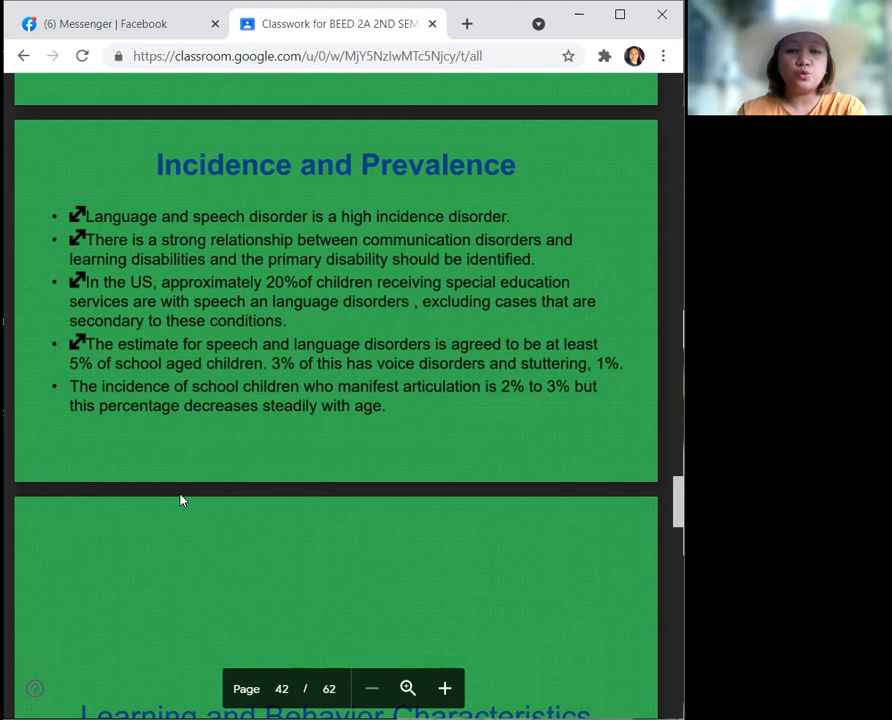 (6) Messenger | Facebook
Classwork for BEED 2A 2ND SEM
https://classroom.google.com/u/0/w/MjY5NzIwMTc5Njcy/t/all
Incidence and Prevalence
• Language and speech disorder is a high incidence disorder.
• There is a strong relationship between communication disorders and
learning disabilities and the primary disability should be identified.
• In the US, approximately 20%of children receiving special education
services are with speech an language disorders , excluding cases that are
secondary to these conditions.
• The estimate for speech and language disorders is agreed to be at least
5% of school aged children. 3% of this has voice disorders and stuttering, 1%.
• The incidence of school children who manifest articulation is 2% to 3% but
this percentage decreases steadily with age.
Page 42 / 62
Learning and Behavior Characteristics